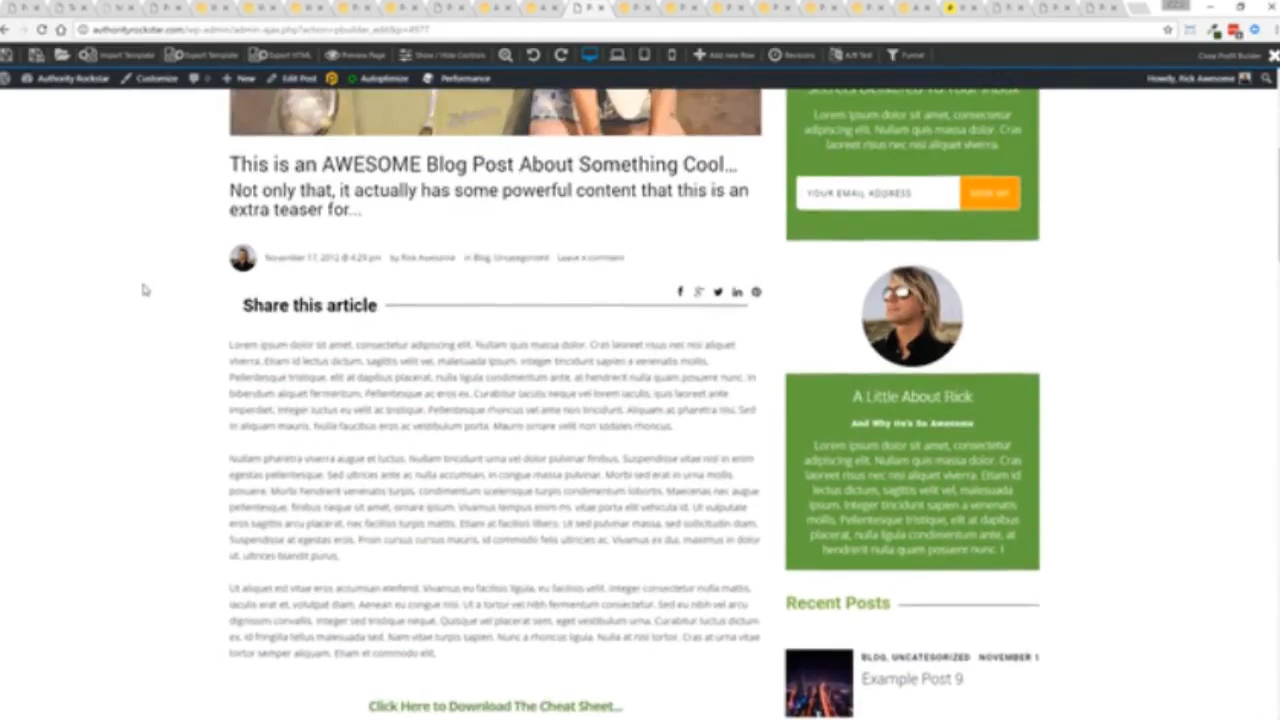 authorityrockstar.com/wp-admin/admin-ajax.php?action=pbuilder_edit&p=4977
Import Template Export Template Export HTML Preview Page Show / Hide Controls Add new Row Revisions A/B Test Funnel Close Profit Builder
Authority Rockstar Customize 0 New Edit Post Autoptimize Performance Howdy, Rick Awesome
This is an AWESOME Blog Post About Something Cool...
Not only that, it actually has some powerful content that this is an
extra teaser for...
November 17, 2012 @ 4:29 pm by Rick Awesome in Blog, Uncategorized Leave a comment
Share this article
Lorem ipsum dolor sit amet, consectetur adipiscing elit. Nullam quis massa dolor. Cras laoreet risus nec nisi aliquet
viverra. Etiam id lectus dictum, sagittis velit vel, malesuada ipsum. Integer tincidunt sapien a venenatis mollis.
Pellentesque tristique, elit at dapibus placerat, nulla ligula condimentum ante, at hendrerit nulla quam posuere nunc. In
bibendum aliquet fermentum. Pellentesque ac eros ex. Curabitur iaculis neque vel lorem iaculis, quis laoreet ante
imperdiet. Integer luctus eu velit ac tristique. Pellentesque rhoncus vel ante non tincidunt. Aliquam ac pharetra nisi. Sed
in aliquam mauris. Nulla faucibus eros ac vestibulum porta. Mauris ornare velit non sodales rhoncus.
Nullam pharetra viverra augue et luctus. Nullam tincidunt urna vel dolor pulvinar finibus. Suspendisse vitae nisl in enim
egestas pellentesque. Sed ultrices ante ac nulla accumsan, in congue massa pulvinar. Morbi sed erat in urna mollis
posuere. Morbi hendrerit venenatis turpis, condimentum scelerisque turpis condimentum lobortis. Maecenas nec augue
pellentesque, finibus neque sit amet, ornare ipsum. Vivamus tempus enim mi, vitae porta elit vehicula id. Ut vulputate
eros sagittis arcu placerat, nec facilisis turpis mattis. Etiam at facilisis libero. Ut sed pulvinar massa, sed sollicitudin diam.
Suspendisse at egestas eros. Proin cursus cursus mauris, id commodo felis ultricies ac. Vivamus ex dui, maximus in dolor
ut, ultrices blandit purus.
Ut aliquet est vitae eros accumsan eleifend. Vivamus eu facilisis ligula, eu facilisis velit. Integer consectetur nulla mattis,
iaculis erat et, volutpat diam. Aenean eu congue nisi. Ut a tortor vel nibh fermentum consectetur. Sed eu nibh vel arcu
dignissim convallis. Integer sed tristique neque. Quisque vel placerat sem, eget vestibulum urna. Curabitur luctus dictum
ex, id fringilla tellus malesuada sed. Nam vitae turpis sapien. Nunc a rhoncus ligula. Nulla at nisi tortor. Cras at urna vitae
tortor semper aliquam. Etiam et commodo elit.
Click Here to Download The Cheat Sheet...
Secrets Delivered To Your Inbox
Lorem ipsum dolor sit amet, consectetur
adipiscing elit. Nullam quis massa dolor. Cras
laoreet risus nec nisl aliquet viverra.
YOUR EMAIL ADDRESS
A Little About Rick
And Why He's So Awesome
Lorem ipsum dolor sit amet, consectetur
adipiscing elit. Nullam quis massa dolor. Cras
laoreet risus nec nisi aliquet viverra. Etiam id
lectus dictum, sagittis velit vel, malesuada
ipsum. Integer tincidunt sapien a venenatis
mollis. Pellentesque tristique, elit at dapibus
placerat, nulla ligula condimentum ante, at
hendrerit nulla quam posuere nunc. I
Recent Posts
BLOG, UNCATEGORIZED NOVEMBER 1
Example Post 9